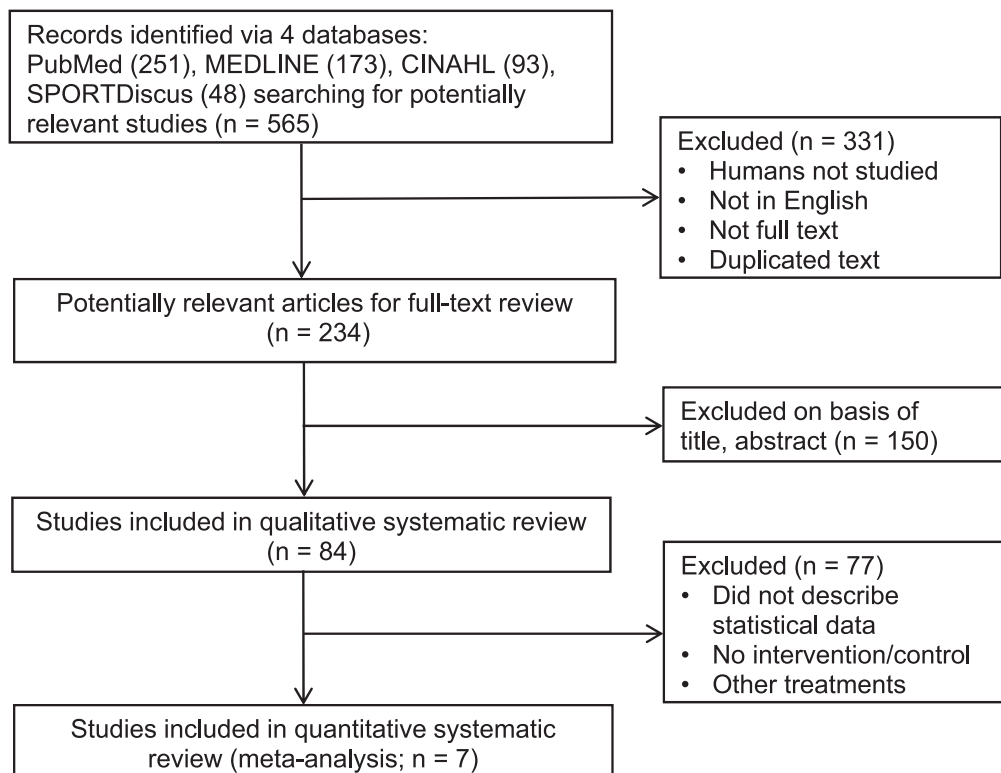 Records identified via 4 databases:
PubMed (251), MEDLINE (173), CINAHL (93),
SPORTDiscus (48) searching for potentially
relevant studies (n = 565)
Excluded (n = 331)
• Humans not studied
• Not in English
• Not full text
• Duplicated text
Potentially relevant articles for full-text review
(n = 234)
Excluded on basis of
title, abstract (n = 150)
Studies included in qualitative systematic review
(n = 84)
Excluded (n = 77)
• Did not describe
statistical data
• No intervention/control
• Other treatments
Studies included in quantitative systematic
review (meta-analysis; n = 7)